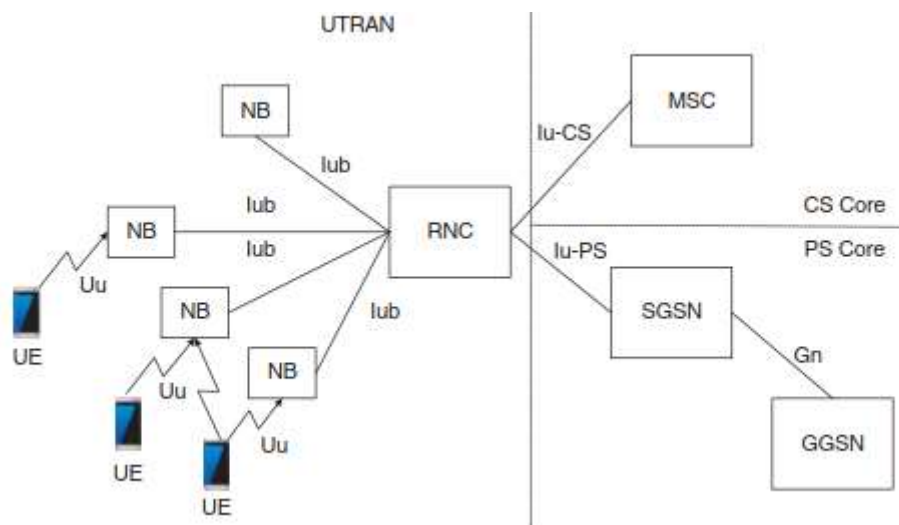 UTRAN
NB
MSC
Iu-CS
Iub
Iub
NB
RNC
CS Core
Iub
Iu-PS
PS Core
Uu
NB
Iub
SGSN
UE
Gn
NB
Uu
Uu
GGSN
UE
UE